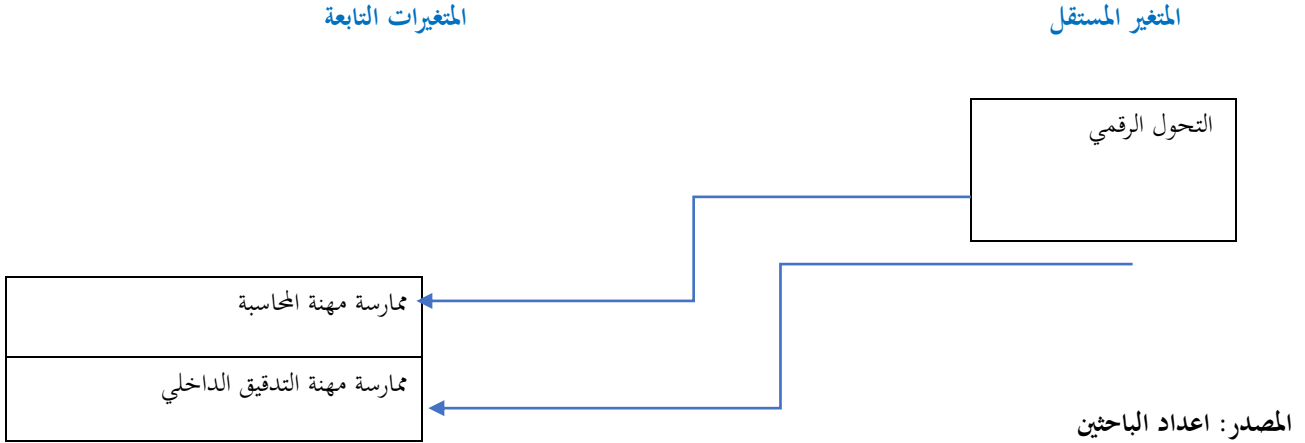 المتغير المستقل
المتغيرات التابعة
التحول الرقمي
ممارسة مهنة المحاسبة
ممارسة مهنة التدقيق الداخلي
المصدر: اعداد الباحثين